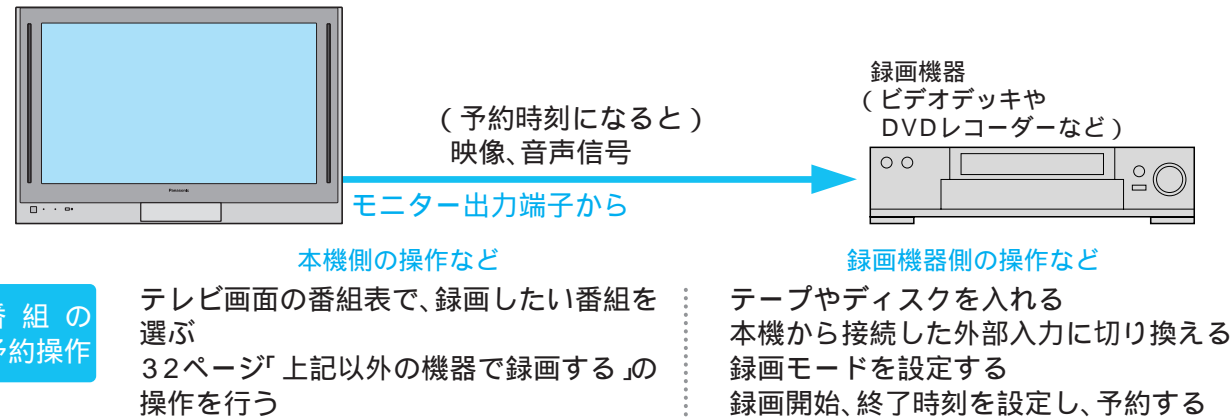 録画機器
(ビデオデッキや
DVDレコーダーなど)
(予約時刻になると)
映像、音声信号
Panasonic
モニター出力端子から
本機側の操作など
録画機器側の操作など
番組の
予約操作
テレビ画面の番組表で、録画したい番組を
選ぶ
32ページ「上記以外の機器で録画する」の
操作を行う
テープやディスクを入れる
本機から接続した外部入力に切り換える
録画モードを設定する
録画開始、終了時刻を設定し、予約する